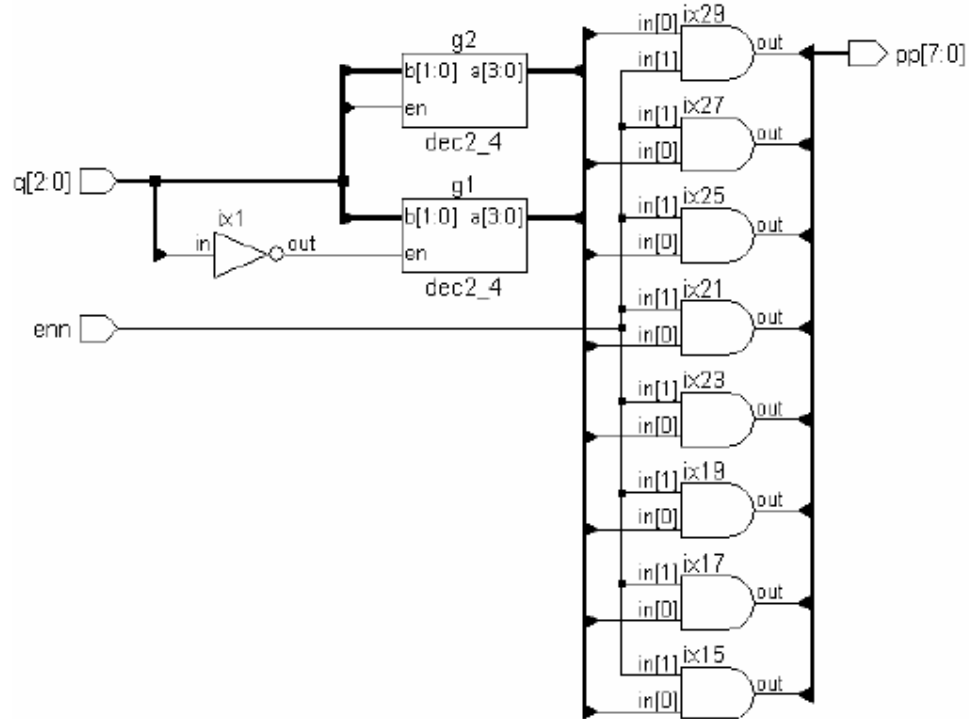 g2
b[1:0] a[3:0]
en
dec2_4
q[2:0]
ix1
in
out
g1
b[1:0] a[3:0]
en
dec2_4
enn
in[0]
ix29
in[1]
out
pp[7:0]
in[1]
ix27
in[0]
out
in[1]
ix25
in[0]
out
in[1]
ix21
in[0]
out
in[1]
ix23
in[0]
out
in[1]
ix19
in[0]
out
in[1]
ix17
in[0]
out
in[1]
ix15
in[0]
out